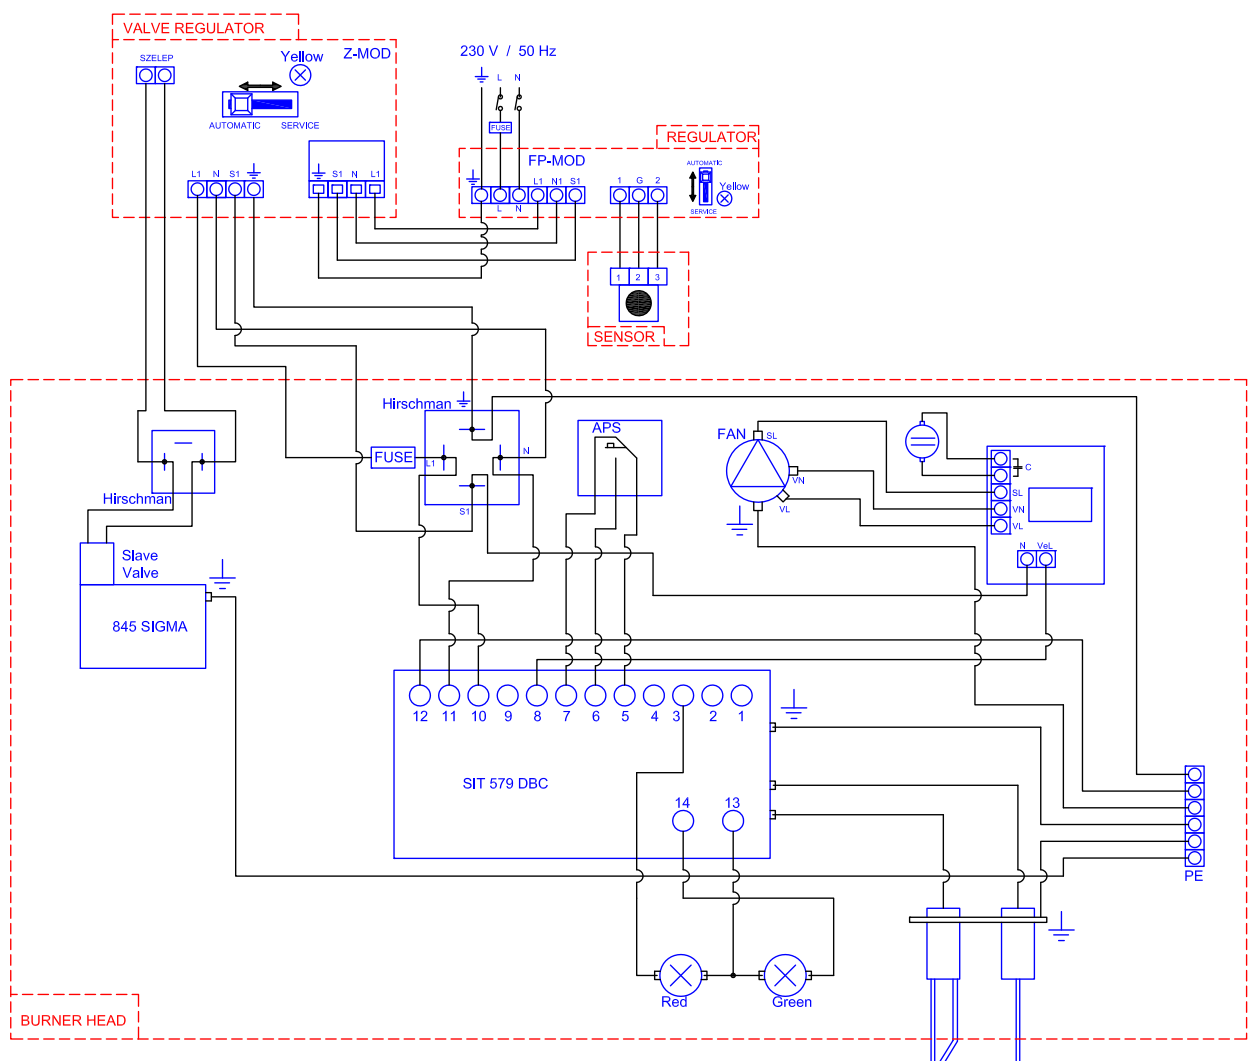 VALVE REGULATOR
SZELEP
Yellow
Z-MOD
AUTOMATIC SERVICE
L1 N S1
S1 N L1
230 V / 50 Hz
L N
FUSE
REGULATOR
FP-MOD
L1 N1 S1
L N
1 G 2
AUTOMATIC
Yellow
SERVICE
1 2 3
SENSOR
Hirschman
FUSE
L1
N
S1
APS
FAN
SL
VN
VL
C
SL
VN
VL
N VeL
Hirschman
Slave
Valve
845 SIGMA
12 11 10 9 8 7 6 5 4 3 2 1
SIT 579 DBC
14 13
PE
Red
Green
BURNER HEAD